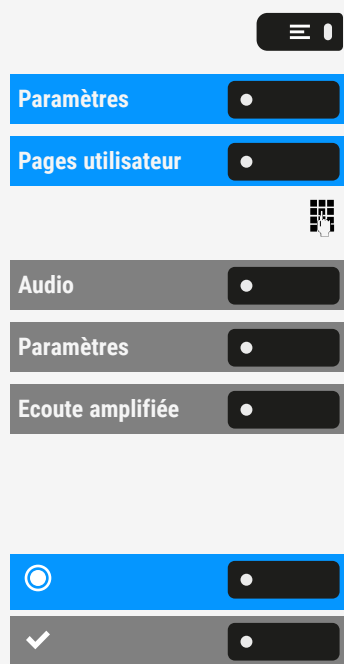 Paramètres
Pages utilisateur
Audio
Paramètres
Ecoute amplifiée